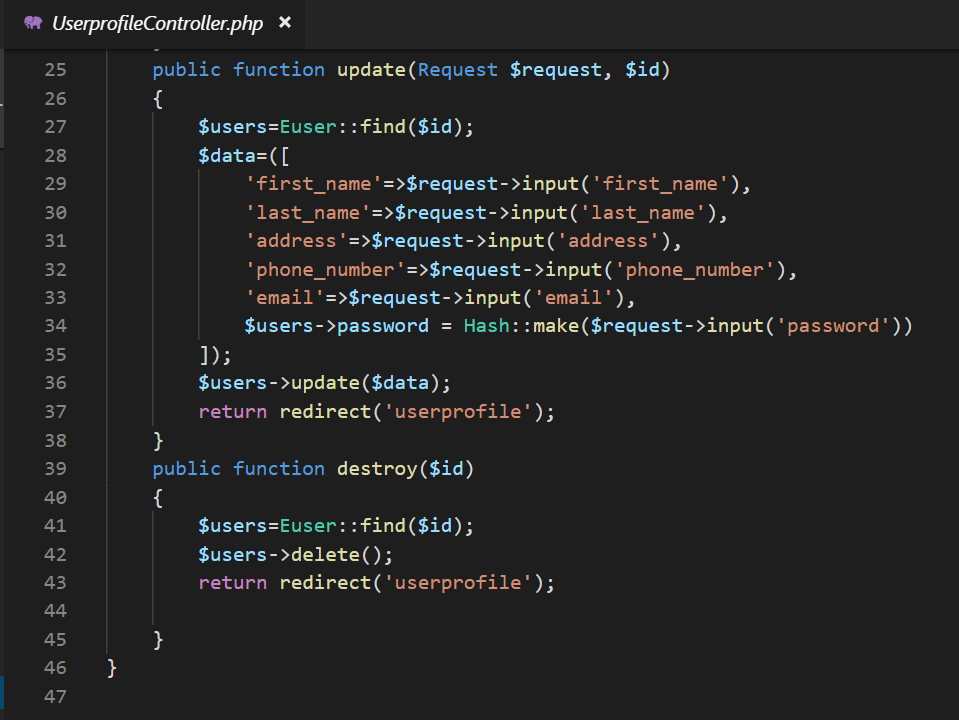 UserprofileController.php ×
25 public function update(Request $request, $id)
26 {
27 $users=Euser::find($id);
28 $data=([
29 'first_name'=>$request->input('first_name'),
30 'last_name'=>$request->input('last_name'),
31 'address'=>$request->input('address'),
32 'phone_number'=>$request->input('phone_number'),
33 'email'=>$request->input('email'),
34 $users->password = Hash::make($request->input('password'))
35 ]);
36 $users->update($data);
37 return redirect('userprofile');
38 }
39 public function destroy($id)
40 {
41 $users=Euser::find($id);
42 $users->delete();
43 return redirect('userprofile');
44
45 }
46 }
47